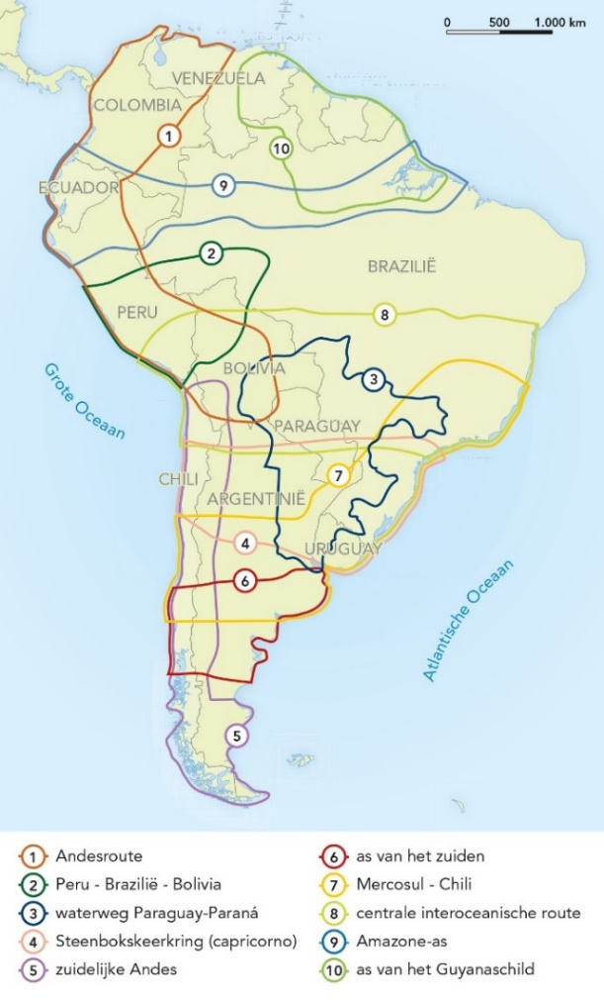 0 500 1.000 km
VENEZUELA
COLOMBIA
1
10
ECUADOR
9
2
BRAZILIË
PERU
8
BOLIVIA
3
Grote Oceaan
PARAGUAY
7
CHILI
ARGENTINIË
4
URUGUAY
6
Atlantische Oceaan
5
1 Andesroute
2 Peru - Brazilië - Bolivia
3 waterweg Paraguay-Paraná
4 Steenbokskeerkring (capricorno)
5 zuidelijke Andes
6 as van het zuiden
7 Mercosul - Chili
8 centrale interoceanische route
9 Amazone-as
10 as van het Guyanaschild